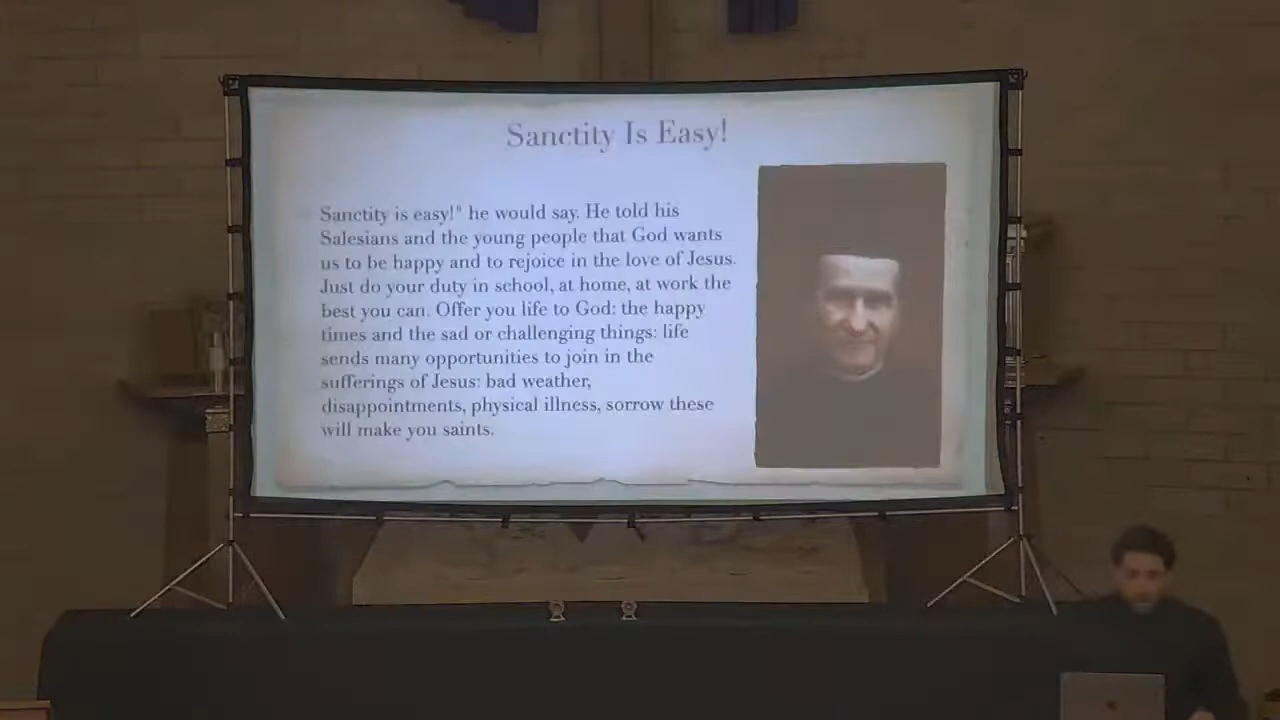 Sanctity Is Easy!
Sanctity is easy!" he would say. He told his
Salesians and the young people that God wants
us to be happy and to rejoice in the love of Jesus.
Just do your duty in school, at home, at work the
best you can. Offer you life to God: the happy
times and the sad or challenging things: life
sends many opportunities to join in the
sufferings of Jesus: bad weather,
disappointments, physical illness, sorrow these
will make you saints.